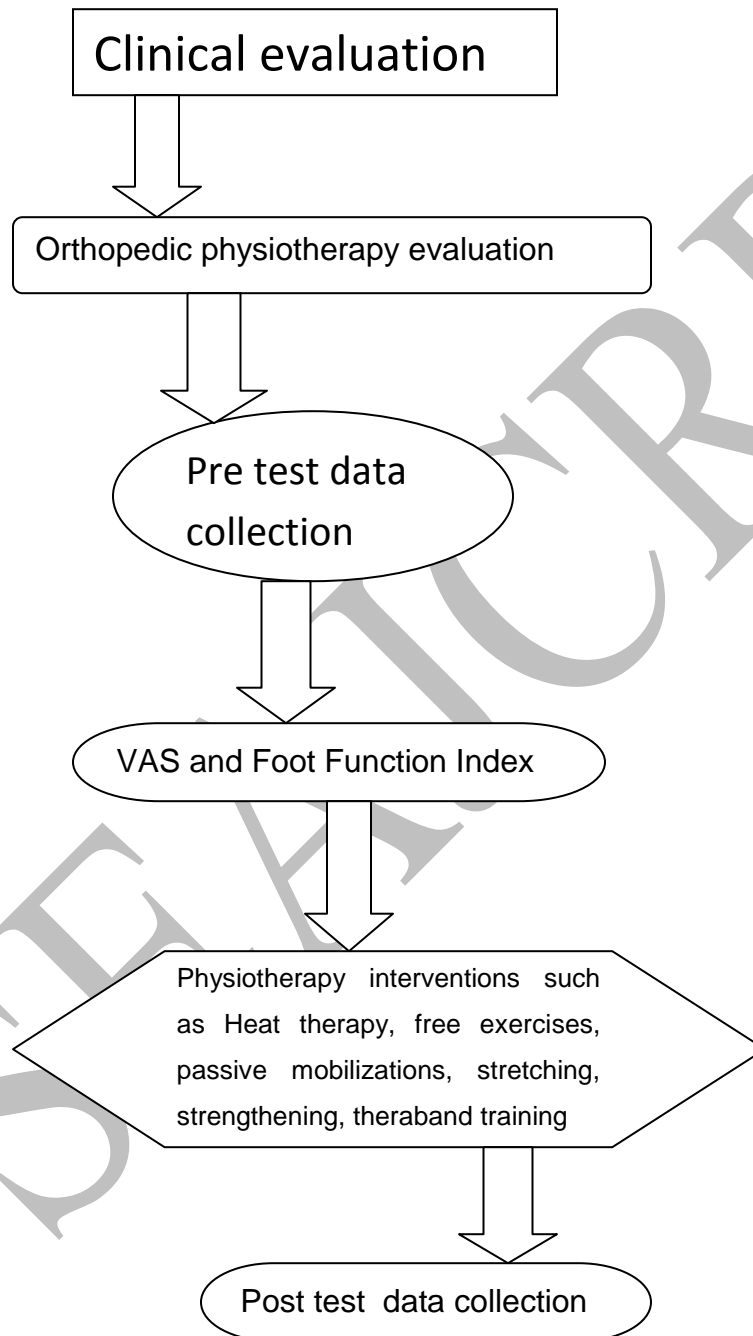 Clinical evaluation
Orthopedic physiotherapy evaluation
Pre test data
collection
VAS and Foot Function Index
Physiotherapy interventions such
as Heat therapy, free exercises,
passive mobilizations, stretching,
strengthening, theraband training
Post test data collection